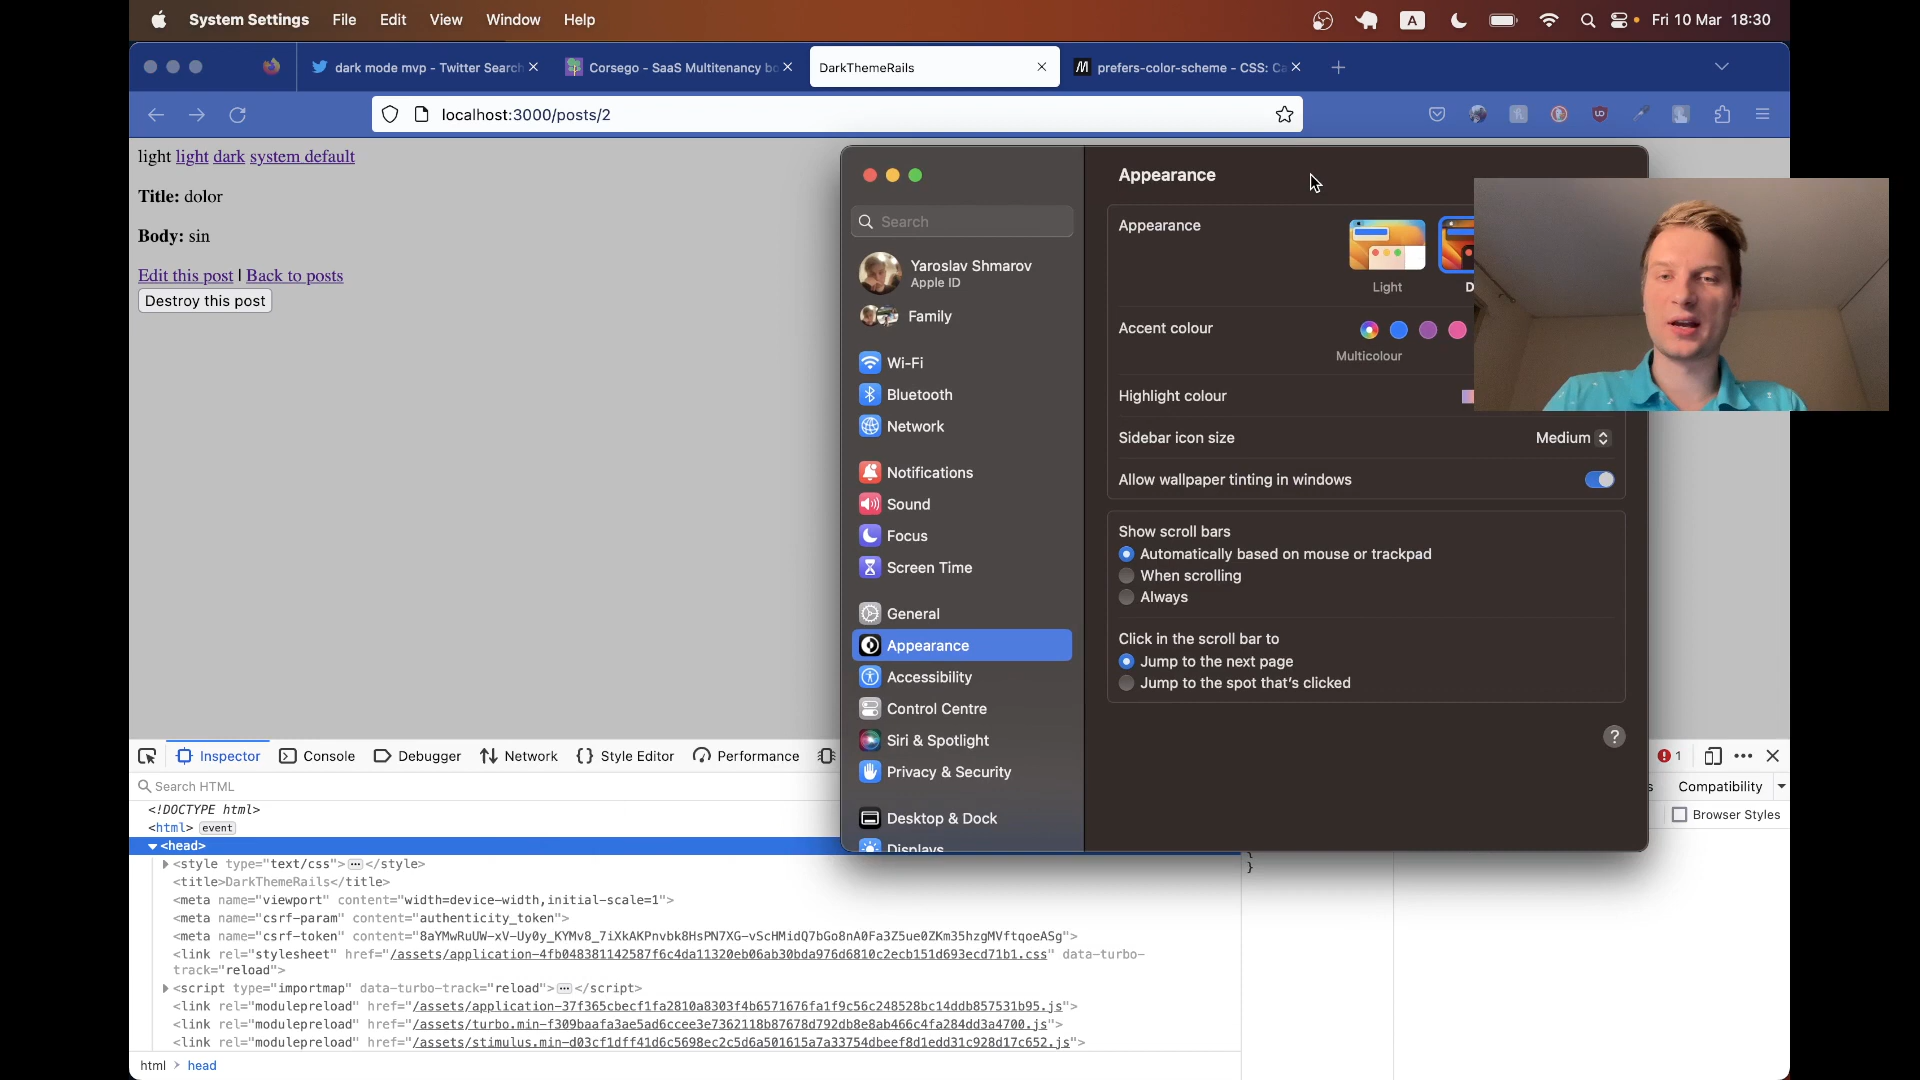 System Settings File Edit View Window Help
A Fri 10 Mar 18:30
dark mode mvp - Twitter Search
Corsego - SaaS Multitenancy bo
DarkThemeRails
prefers-color-scheme - CSS: Ca
localhost:3000/posts/2
light light dark system default
Title: dolor
Body: sin
Edit this post | Back to posts
Destroy this post
Search
Yaroslav Shmarov
Apple ID
Family
Wi-Fi
Bluetooth
Network
Notifications
Sound
Focus
Screen Time
General
Appearance
Accessibility
Control Centre
Siri & Spotlight
Privacy & Security
Desktop & Dock
Displays
Appearance
Appearance
Light
D
Accent colour
Multicolour
Highlight colour
Sidebar icon size Medium
Allow wallpaper tinting in windows
Show scroll bars
Automatically based on mouse or trackpad
When scrolling
Always
Click in the scroll bar to
Jump to the next page
Jump to the spot that's clicked
?
Inspector Console Debugger Network Style Editor Performance
1
Search HTML
s Compatibility
Browser Styles
<!DOCTYPE html>
<html> event
<head>
<style type="text/css"> ••• </style>
<title>DarkThemeRails</title>
<meta name="viewport" content="width=device-width,initial-scale=1">
<meta name="csrf-param" content="authenticity_token">
<meta name="csrf-token" content="8aYMwRuUW-xV-Uy0y_KYMv8_7iXkAKPnvbk8HsPN7XG-vScHMidQ7bGo8nA0Fa3Z5ue0ZKm35hzgMVftqoeASg">
<link rel="stylesheet" href="/assets/application-4fb048381142587f6c4da11320eb06ab30bda976d6810c2ecb151d693ecd71b1.css" data-turbo-
track="reload">
<script type="importmap" data-turbo-track="reload"> ••• </script>
<link rel="modulepreload" href="/assets/application-37f365cbecf1fa2810a8303f4b6571676fa1f9c56c248528bc14ddb857531b95.js">
<link rel="modulepreload" href="/assets/turbo.min-f309baafa3ae5ad6ccee3e7362118b87678d792db8e8ab466c4fa284dd3a4700.js">
<link rel="modulepreload" href="/assets/stimulus.min-d03cf1dff41d6c5698ec2c5d6a501615a7a33754dbeef8d1edd31c928d17c652.js">
}
html > head